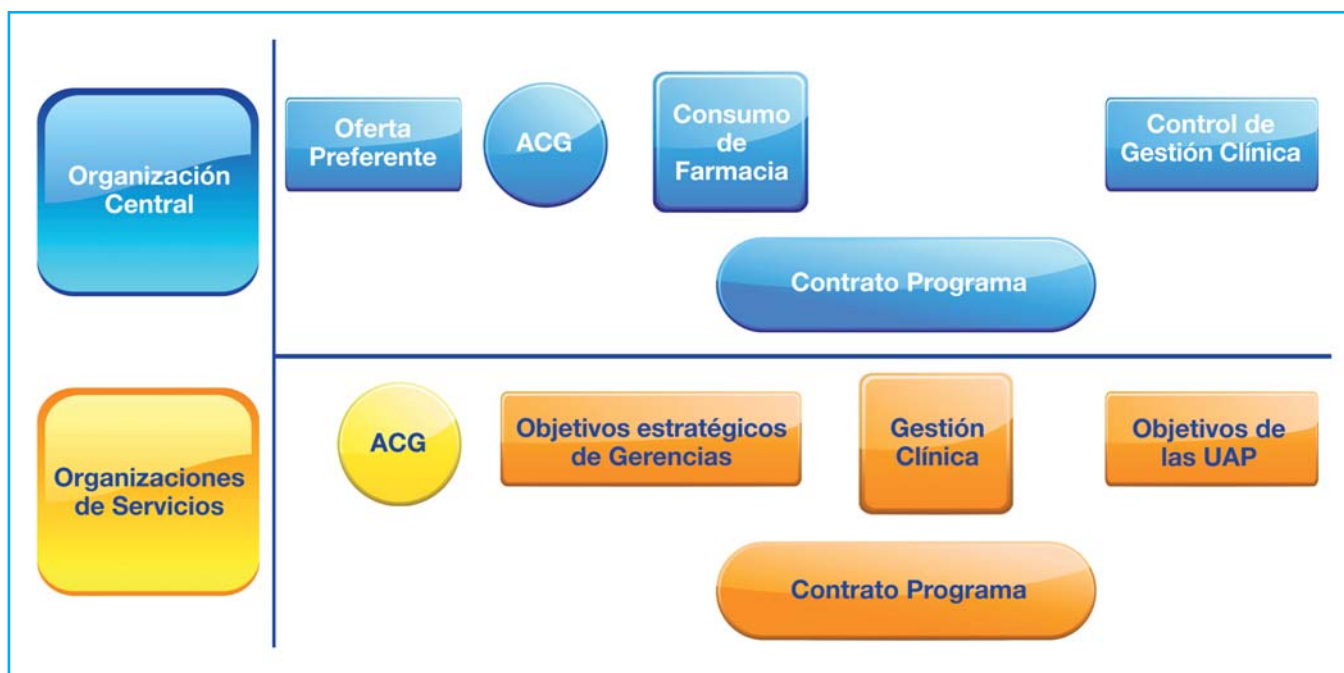 Organización
Central
Oferta
Preferente
ACG
Consumo
de
Farmacia
Control de
Gestión Clínica
Contrato Programa
Organizaciones
de Servicios
ACG
Objetivos estratégicos
de Gerencias
Gestión
Clínica
Objetivos de
las UAP
Contrato Programa